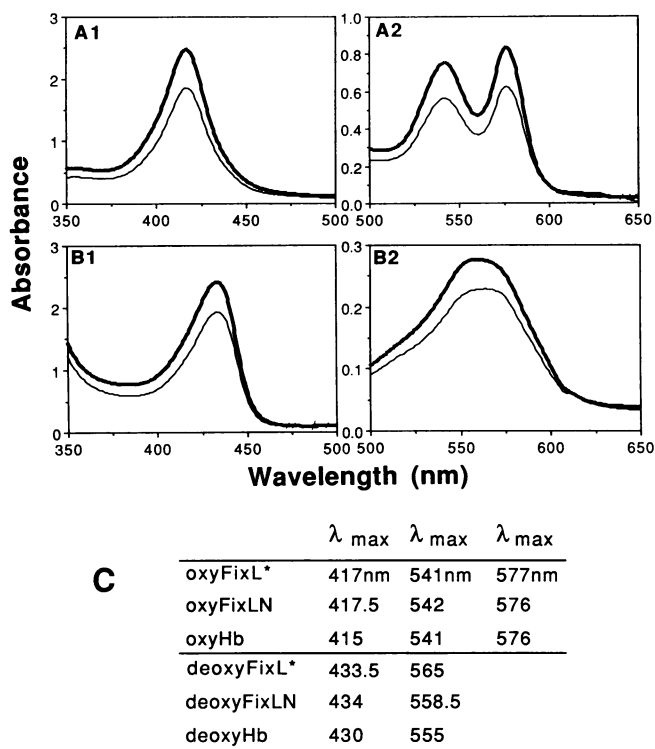 Absorbance
A1
3
2
1
0
350 400 450 500
A2
1.0
0.8
0.6
0.4
0.2
0.0
500 550 600 650
B1
3
2
1
0
350 400 450 500
B2
0.3
0.2
0.1
0.0
500 550 600 650
Wavelength (nm)
C
λ max λ max λ max
oxyFixL* 417nm 541nm 577nm
oxyFixLN 417.5 542 576
oxyHb 415 541 576
deoxyFixL* 433.5 565
deoxyFixLN 434 558.5
deoxyHb 430 555